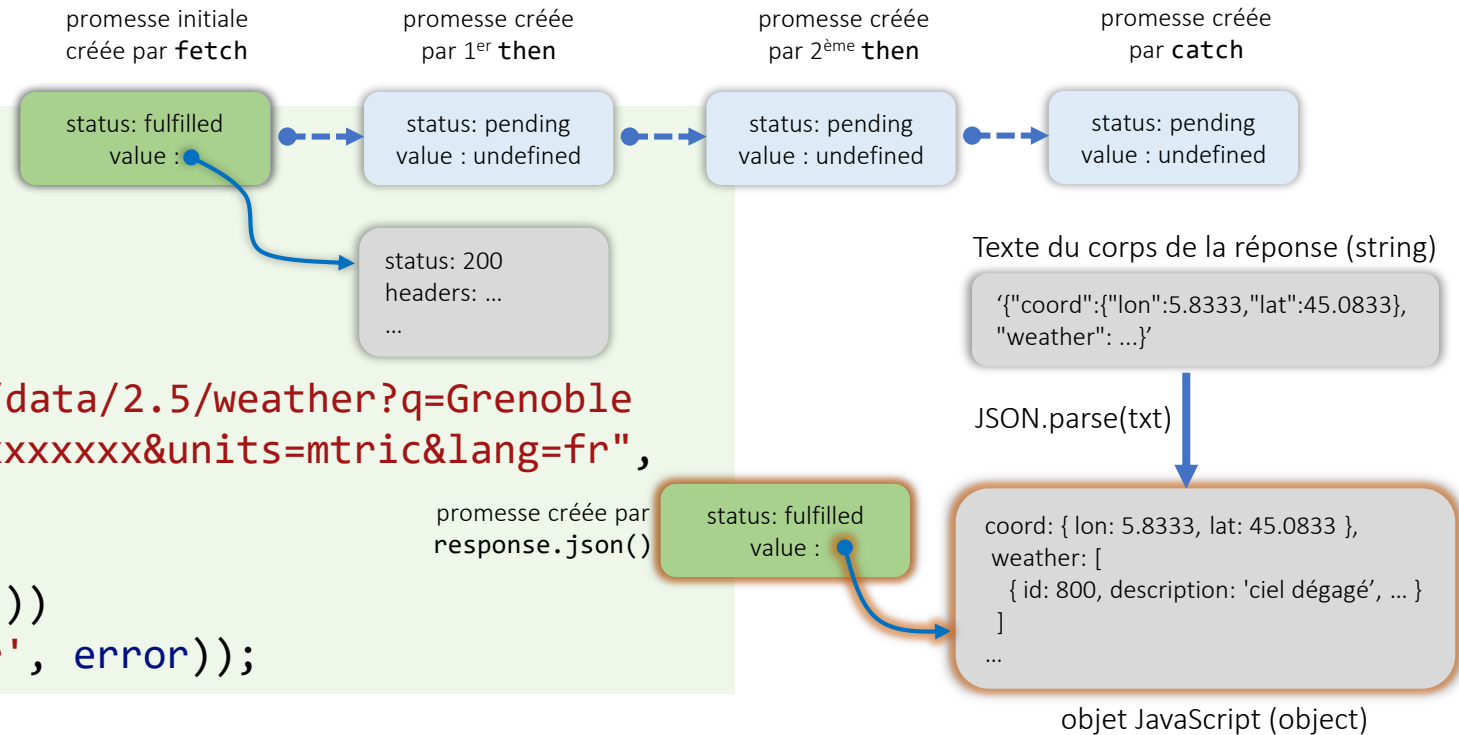 promesse initiale
créée par fetch
promesse créée
par 1er then
promesse créée
par 2ème then
promesse créée
par catch
status: fulfilled
value :
status: pending
value : undefined
status: pending
value : undefined
status: pending
value : undefined
status: 200
headers: …
…
Texte du corps de la réponse (string)
‘{"coord":{"lon":5.8333,"lat":45.0833},
"weather": ...}’
/data/2.5/weather?q=Grenoble
xxxxxxx&units=mtric&lang=fr",
JSON.parse(txt)
promesse créée par
response.json()
status: fulfilled
value :
coord: { lon: 5.8333, lat: 45.0833 },
weather: [
{ id: 800, description: 'ciel dégagé’, … }
]
…
))
', error));
objet JavaScript (object)